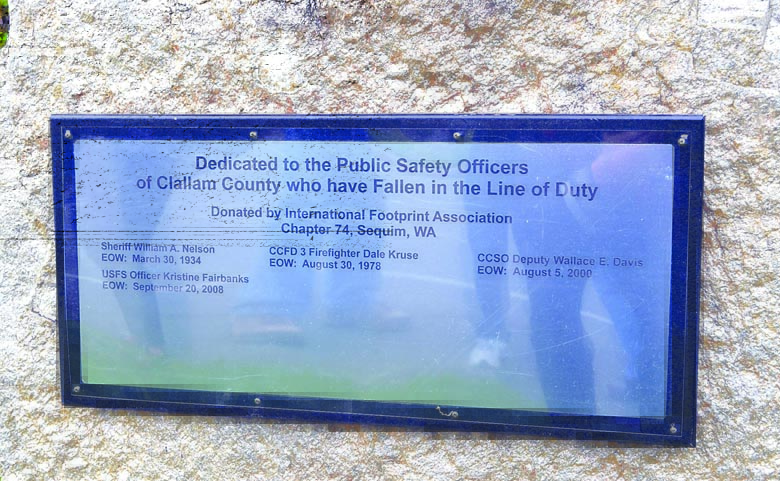 Dedicated to the Public Safety Officers
of Clallam County who have Fallen in the Line of Duty
Donated by International Footprint Association
Chapter 74, Sequim, WA
Sheriff William A. Nelson
EOW: March 30, 1934
CCFD 3 Firefighter Dale Kruse
EOW: August 30, 1978
CCSO Deputy Wallace E. Davis
EOW: August 5, 2000
USFS Officer Kristine Fairbanks
EOW: September 20, 2008